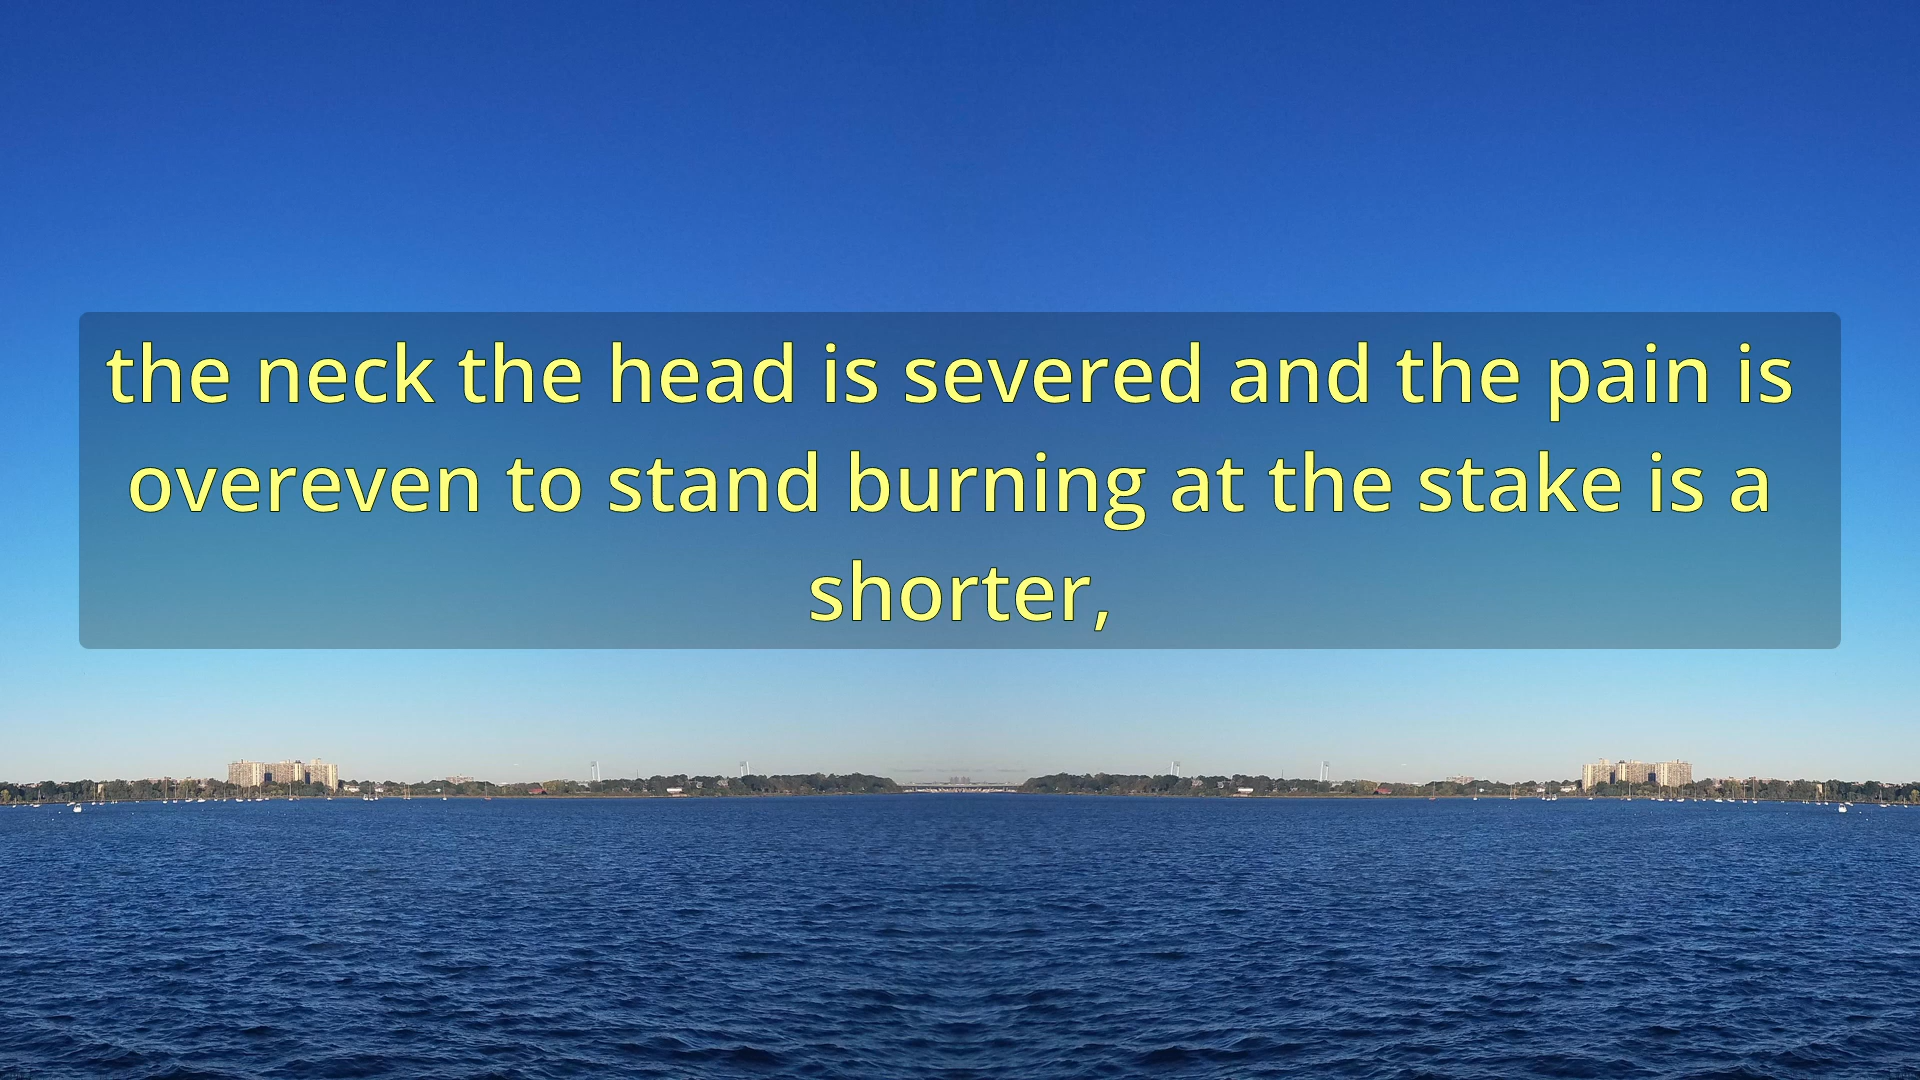 the neck the head is severed and the pain is
overeven to stand burning at the stake is a
shorter,